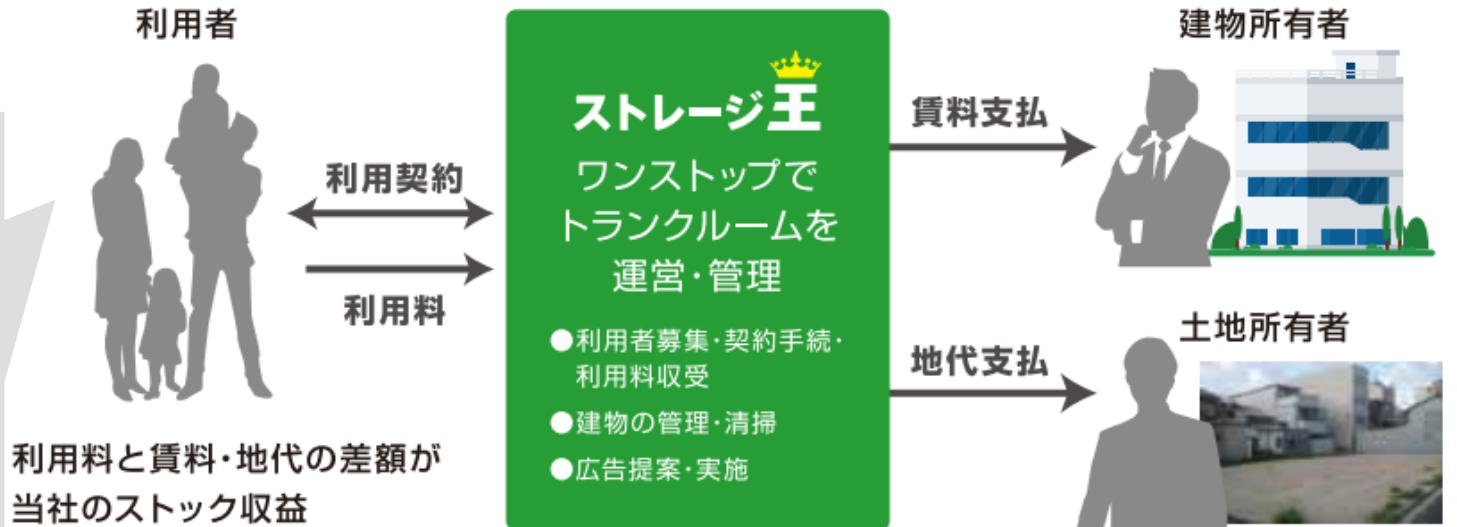 利用者
利用契約
利用料
利用料と賃料・地代の差額が
当社のストック収益
ストレージ王
ワンストップで
トランクルームを
運営・管理
●利用者募集・契約手続・
利用料収受
●建物の管理・清掃
●広告提案・実施
建物所有者
賃料支払
土地所有者
地代支払